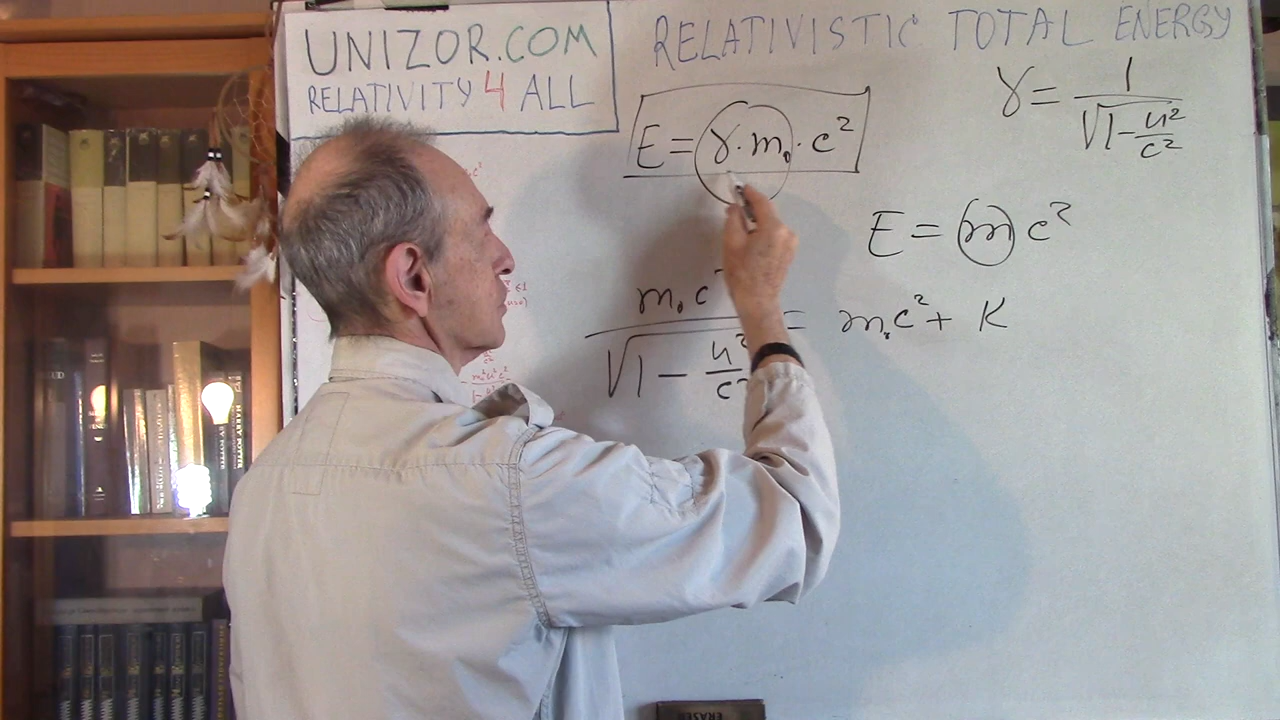 UNIZOR.COM
RELATIVITY 4 ALL
RELATIVISTIC TOTAL ENERGY
E = γ·m₀·c²
γ = 1/√(1 − u²/c²)
E = m c²
m₀c² / √(1 − u²/c² = m₀c² + K
ERASER